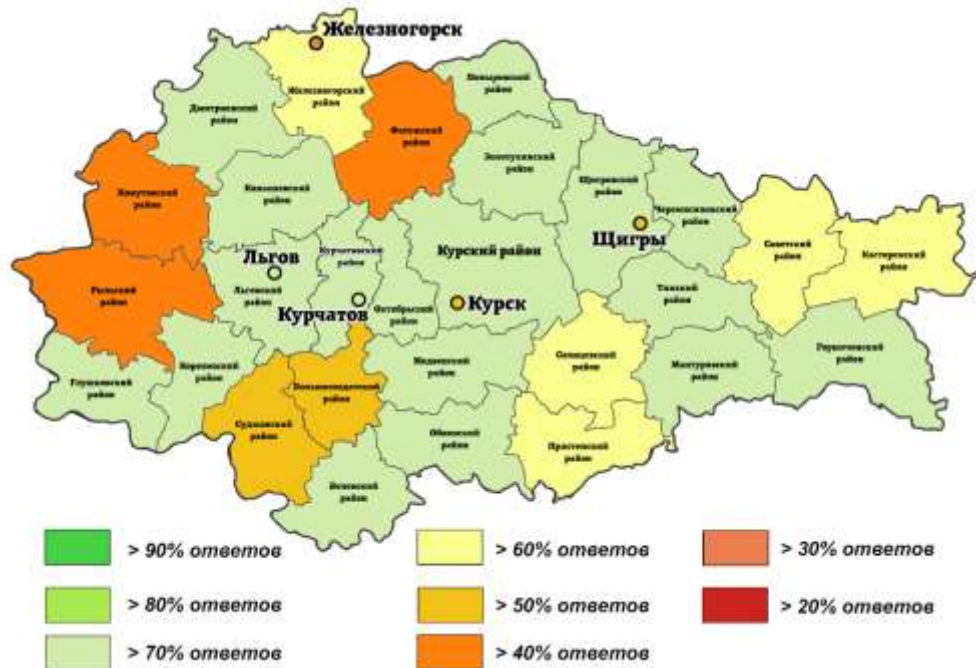 Железногорск
Железногорский
район
Поныровский
район
Дмитриевский
район
Фатежский
район
Золотухинский
район
Хомутовский
район
Конышевский
район
Щигровский
район
Черемисиновский
район
Щигры
Советский
район
Касторенский
район
Курчатовский
район
Курский район
Льгов
Рыльский
район
Льговский
район
Тимский
район
Курчатов
Октябрьский
район
Курск
Глушковский
район
Кореневский
район
Медвенский
район
Солнцевский
район
Мантуровский
район
Горшеченский
район
Большесолдатский
район
Суджанский
район
Обоянский
район
Пристенский
район
Беловский
район
> 90% ответов
> 60% ответов
> 30% ответов
> 80% ответов
> 50% ответов
> 20% ответов
> 70% ответов
> 40% ответов